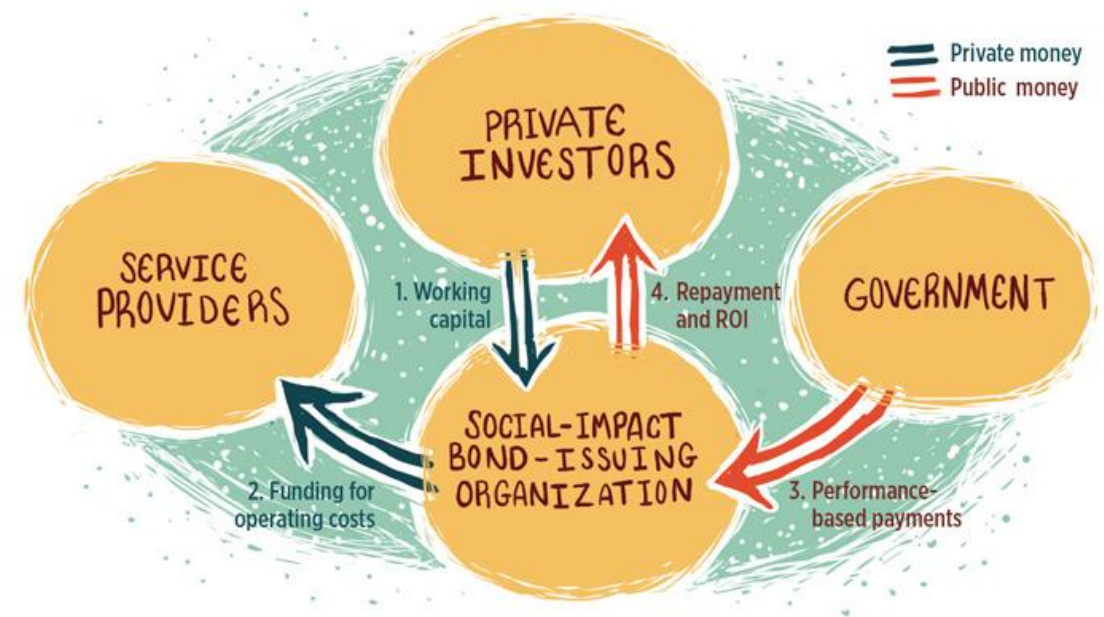 Private money
Public money
PRIVATE
INVESTORS
SERVICE
PROVIDERS
1. Working
capital
4. Repayment
and ROI
GOVERNMENT
SOCIAL-IMPACT
BOND-ISSUING
ORGANIZATION
2. Funding for
operating costs
3. Performance-
based payments